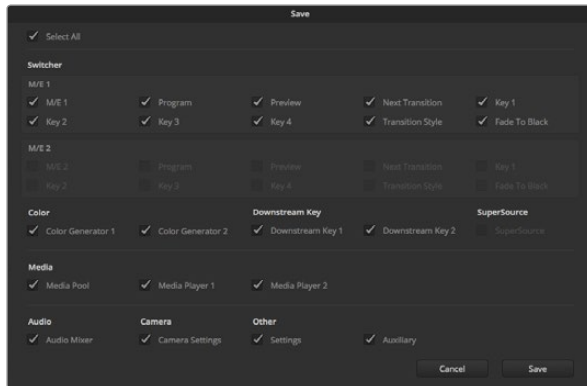 Save
Select All
Switcher
M/E 1
M/E 1 Program Preview Next Transition Key 1
Key 2 Key 3 Key 4 Transition Style Fade To Black
M/E 2
M/E 2 Program Preview Next Transition Key 1
Key 2 Key 3 Key 4 Transition Style Fade To Black
Color Downstream Key SuperSource
Color Generator 1 Color Generator 2 Downstream Key 1 Downstream Key 2 SuperSource
Media
Media Pool Media Player 1 Media Player 2
Audio Camera Other
Audio Mixer Camera Settings Settings Auxiliary
Cancel Save